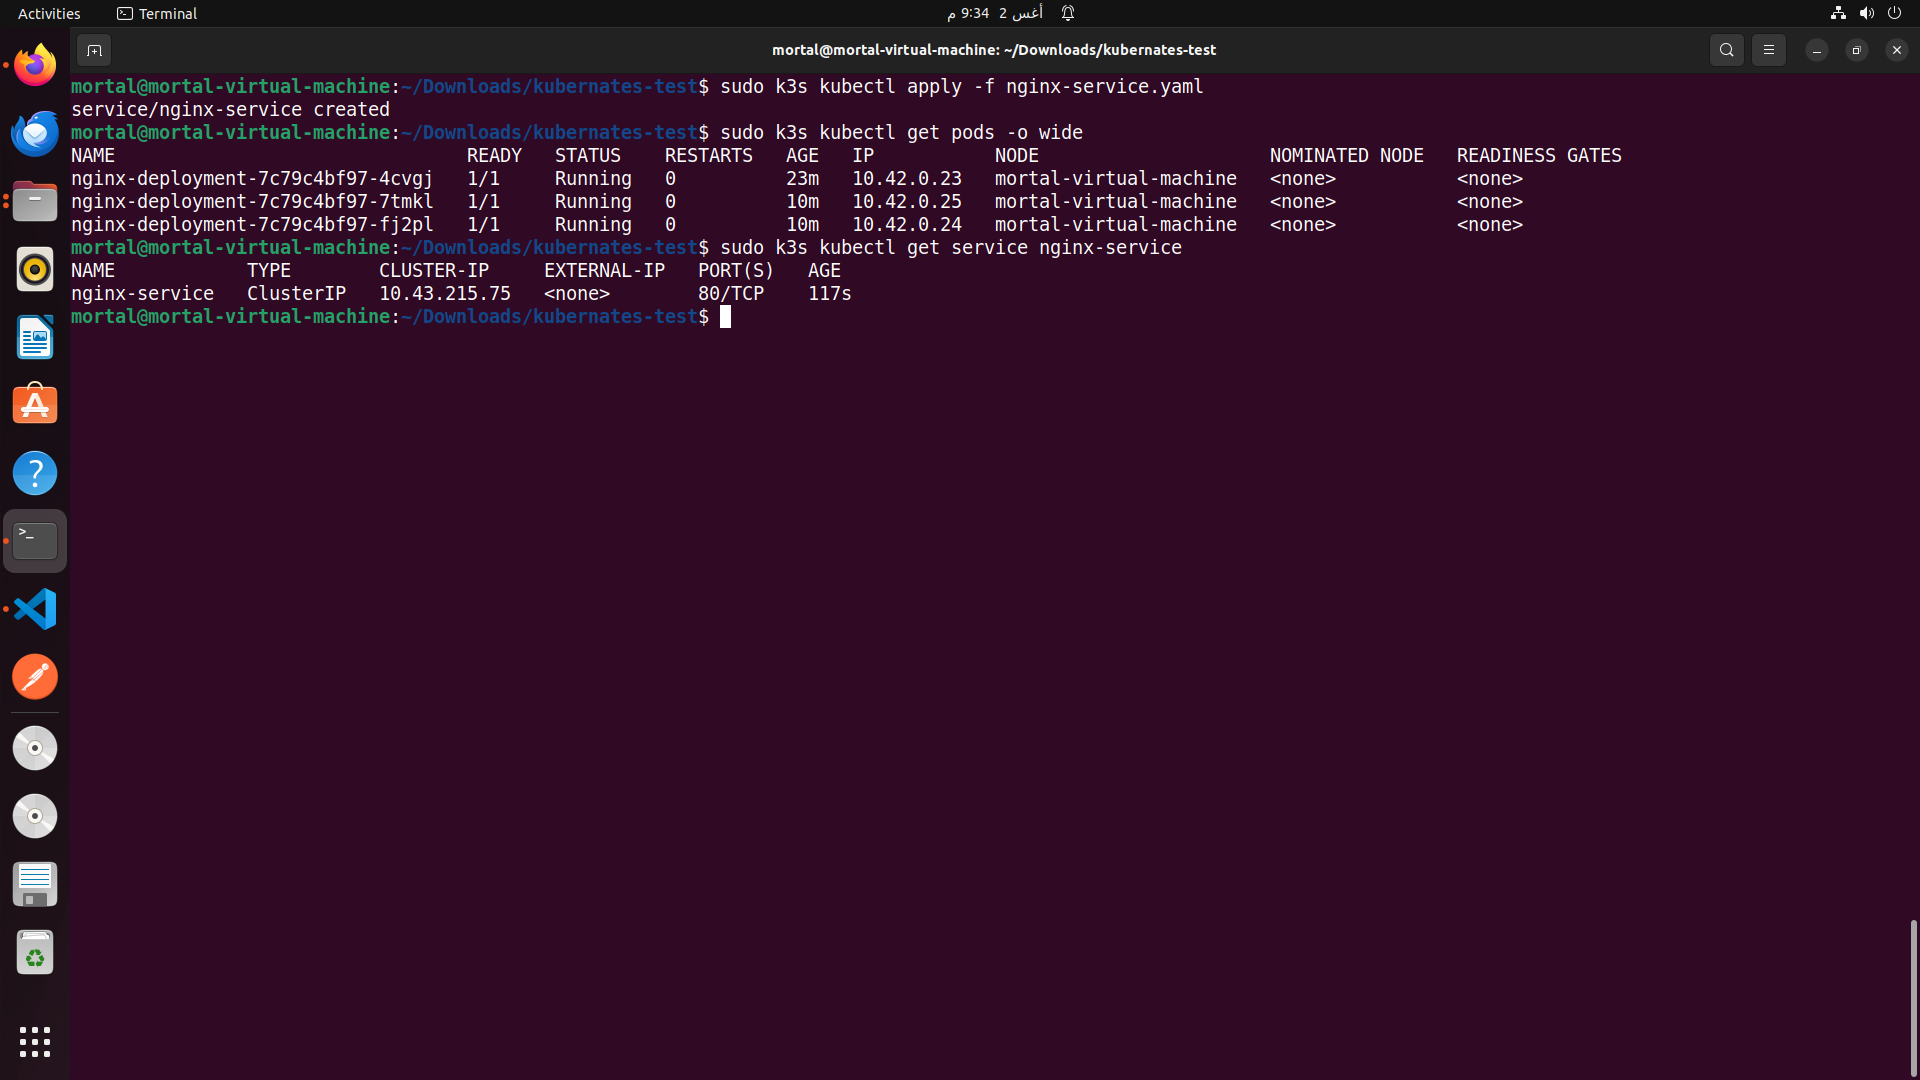 Activities Terminal أغس 2 9:34 م
mortal@mortal-virtual-machine: ~/Downloads/kubernates-test
mortal@mortal-virtual-machine:~/Downloads/kubernates-test$ sudo k3s kubectl apply -f nginx-service.yaml
service/nginx-service created
mortal@mortal-virtual-machine:~/Downloads/kubernates-test$ sudo k3s kubectl get pods -o wide
NAME READY STATUS RESTARTS AGE IP NODE NOMINATED NODE READINESS GATES
nginx-deployment-7c79c4bf97-4cvgj 1/1 Running 0 23m 10.42.0.23 mortal-virtual-machine <none> <none>
nginx-deployment-7c79c4bf97-7tmkl 1/1 Running 0 10m 10.42.0.25 mortal-virtual-machine <none> <none>
nginx-deployment-7c79c4bf97-fj2pl 1/1 Running 0 10m 10.42.0.24 mortal-virtual-machine <none> <none>
mortal@mortal-virtual-machine:~/Downloads/kubernates-test$ sudo k3s kubectl get service nginx-service
NAME TYPE CLUSTER-IP EXTERNAL-IP PORT(S) AGE
nginx-service ClusterIP 10.43.215.75 <none> 80/TCP 117s
mortal@mortal-virtual-machine:~/Downloads/kubernates-test$